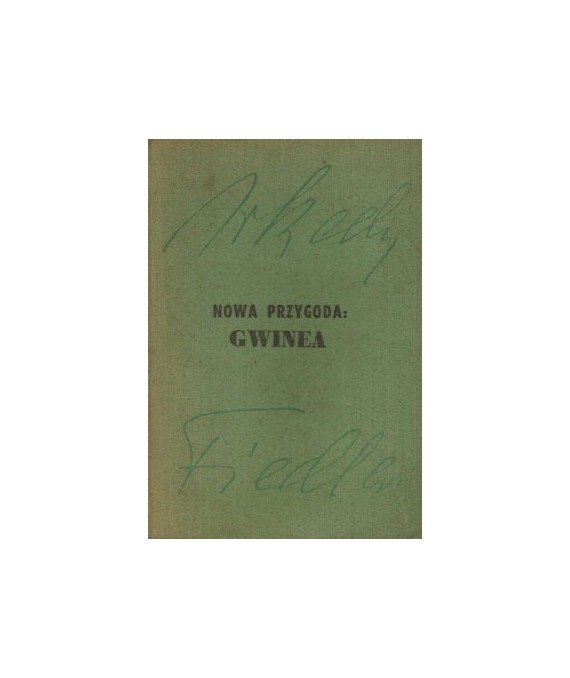 Arkady
NOWA PRZYGODA:
GWINEA
Fiedler